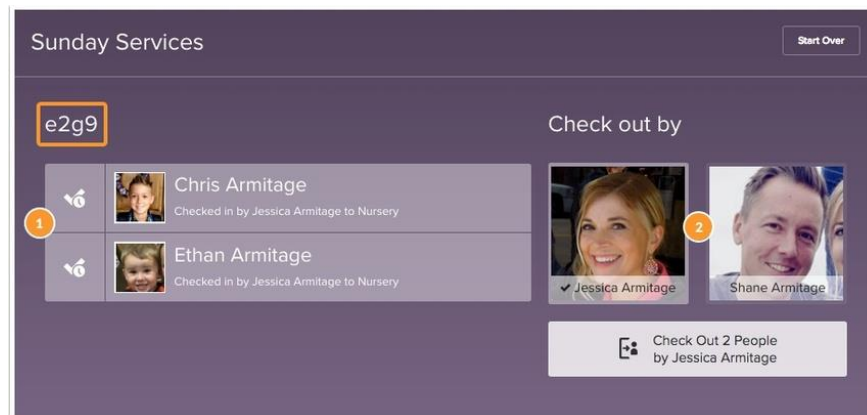 Sunday Services
Start Over
e2g9
Check out by
1
Chris Armitage
Checked in by Jessica Armitage to Nursery
Ethan Armitage
Checked in by Jessica Armitage to Nursery
2
✓ Jessica Armitage
Shane Armitage
Check Out 2 People
by Jessica Armitage